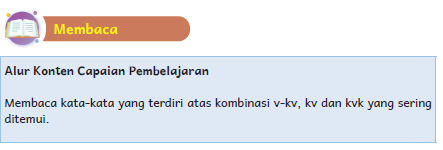 Membaca
Alur Konten Capaian Pembelajaran
Membaca kata-kata yang terdiri atas kombinasi v-kv, kv dan kvk yang sering
ditemui.